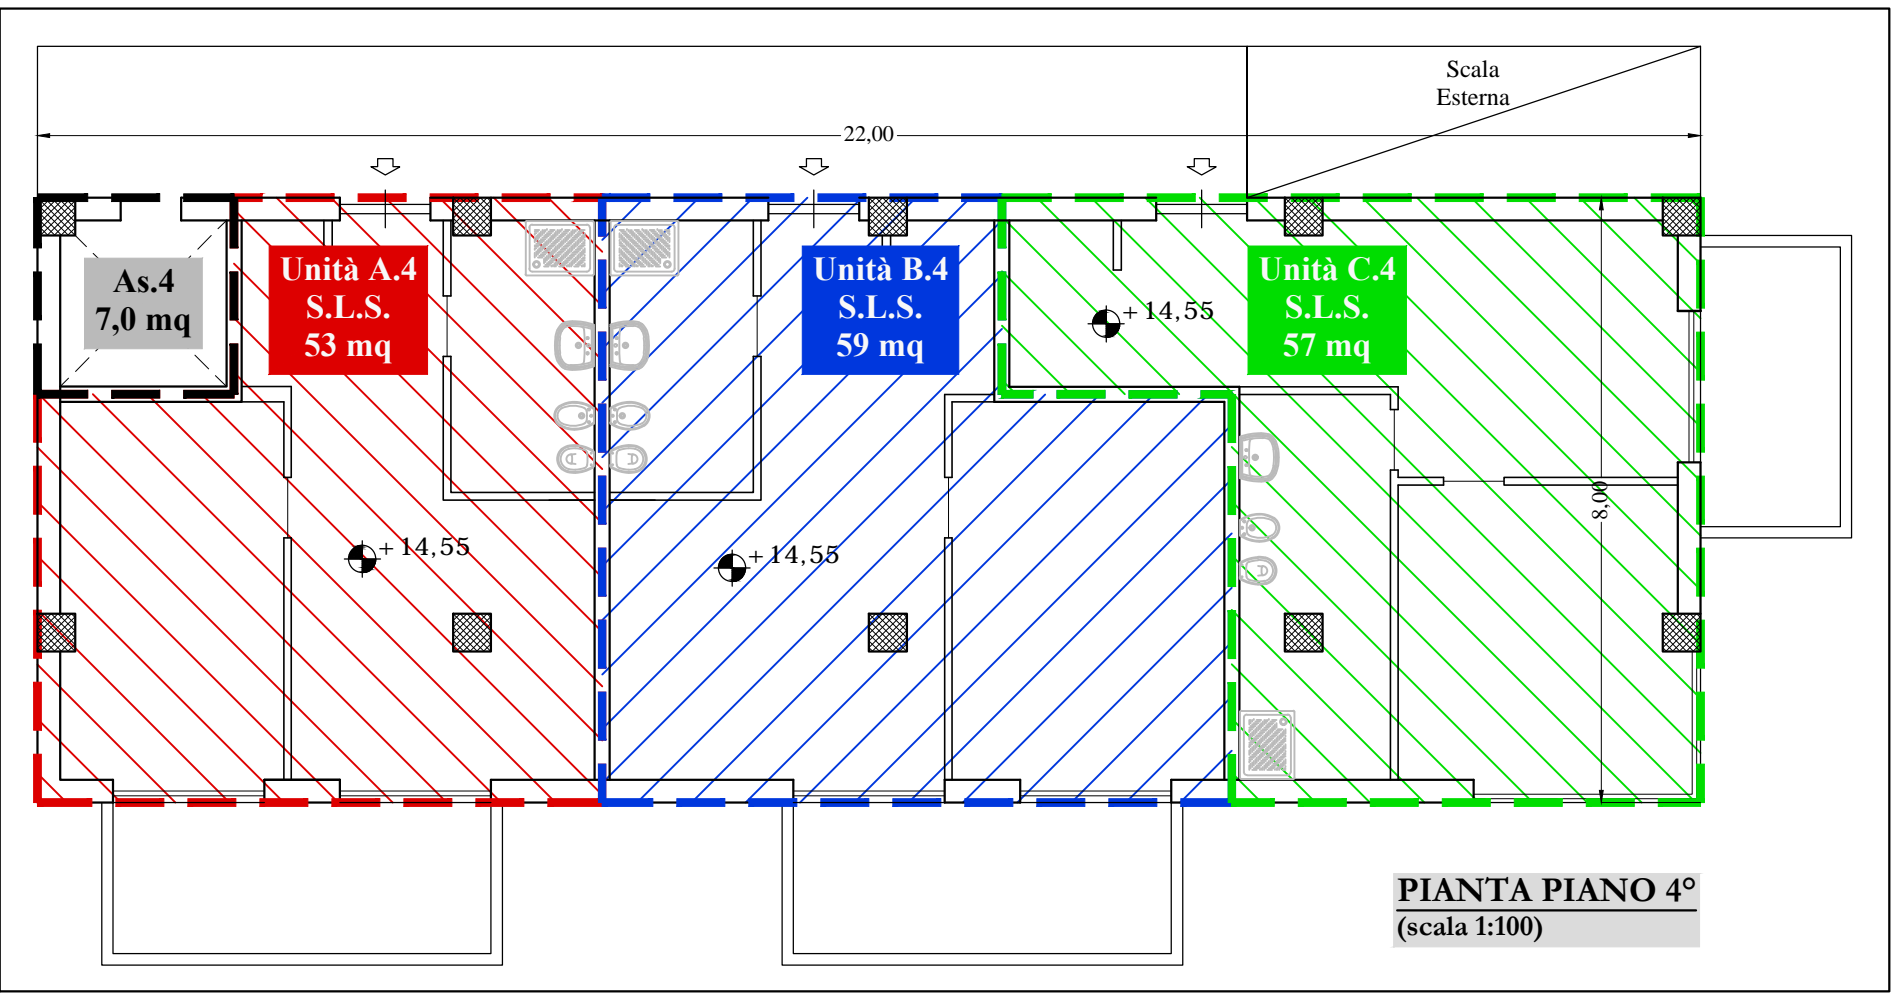 Scala
Esterna
22,00
As.4
7,0 mq
Unità A.4
S.L.S.
53 mq
Unità B.4
S.L.S.
59 mq
Unità C.4
S.L.S.
57 mq
+14,55
+14,55
+14,55
8,00
PIANTA PIANO 4°
(scala 1:100)